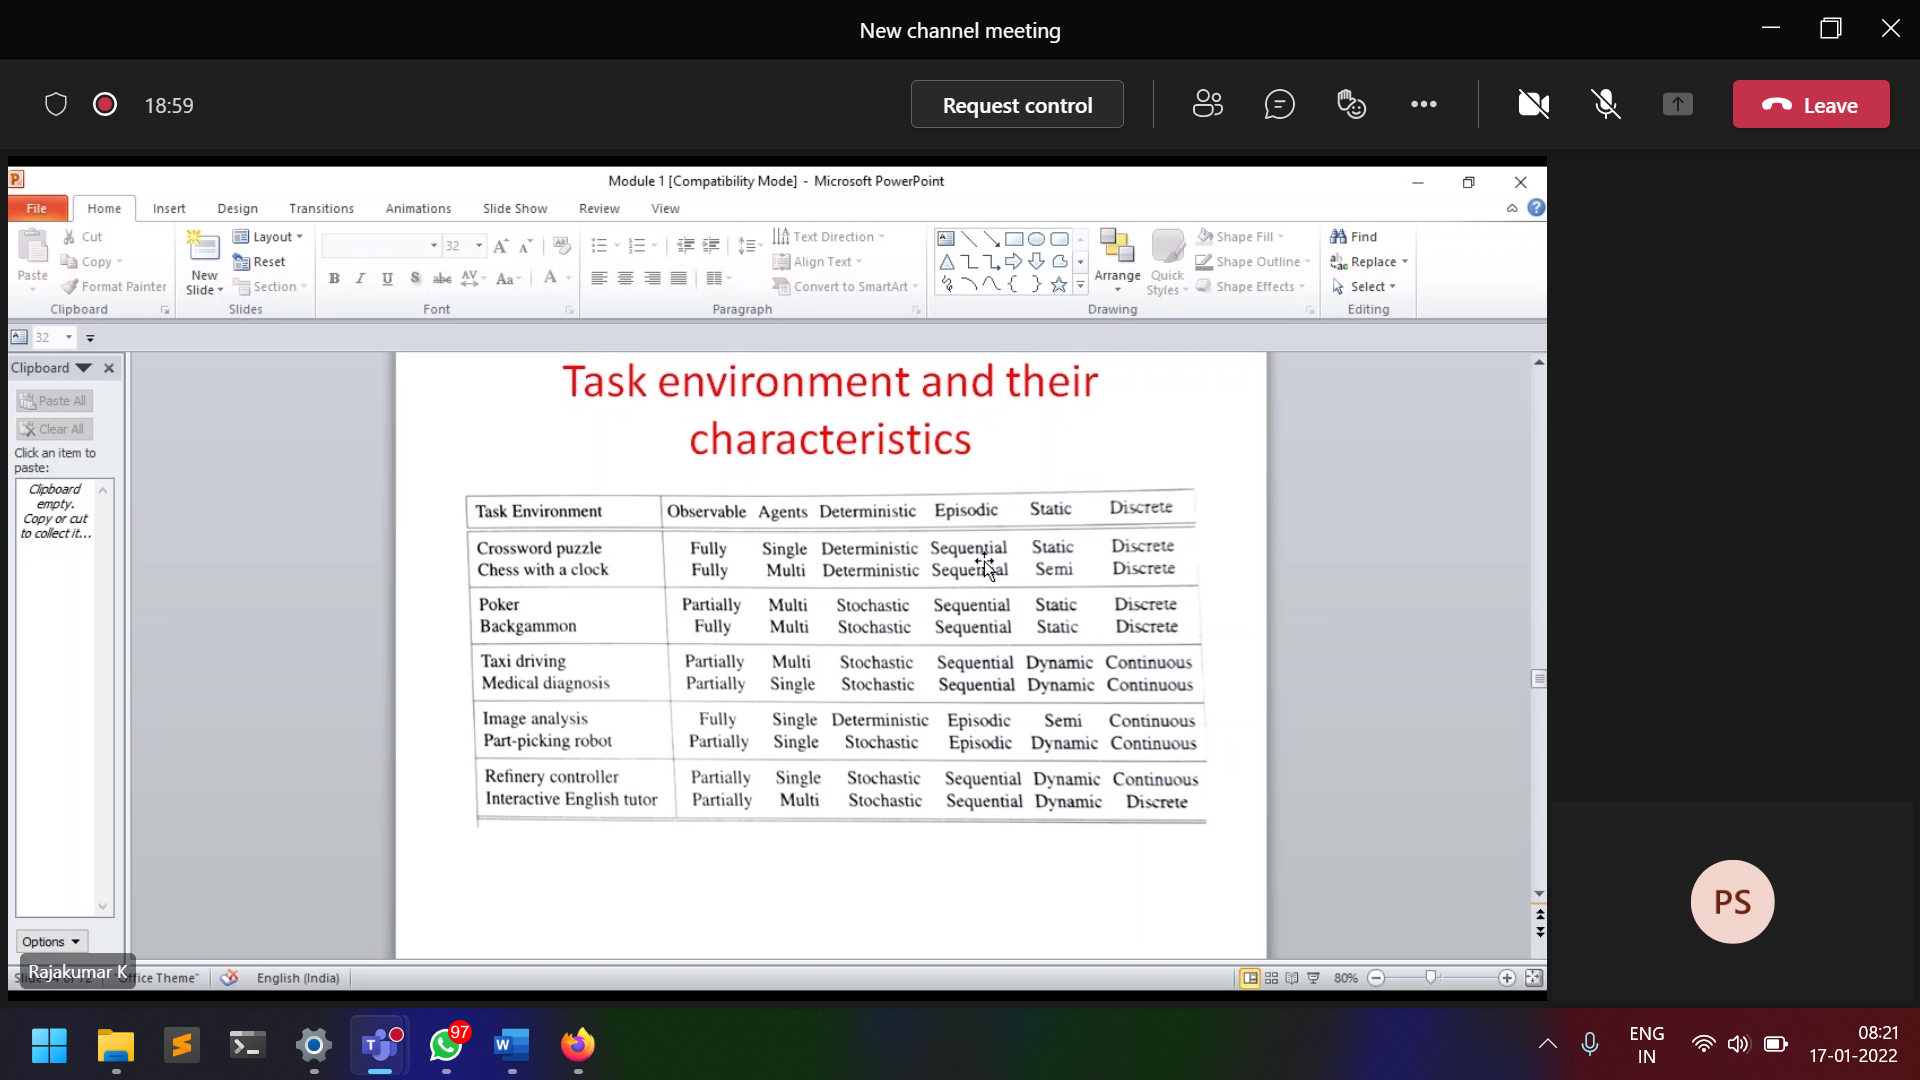 New channel meeting
18:59
Request control
Leave
Module 1 [Compatibility Mode] - Microsoft PowerPoint
File Home Insert Design Transitions Animations Slide Show Review View
Paste
Cut
Copy
Format Painter
Clipboard
New Slide
Layout
Reset
Section
Slides
32
B I U S abc AV Aa A
Font
Text Direction
Align Text
Convert to SmartArt
Paragraph
Arrange
Quick Styles
Shape Fill
Shape Outline
Shape Effects
Drawing
Find
Replace
Select
Editing
32
Clipboard
Paste All
Clear All
Click an item to
paste:
Clipboard
empty.
Copy or cut
to collect it...
Options
Task environment and their
characteristics
Task Environment Observable Agents Deterministic Episodic Static Discrete
Crossword puzzle Fully Single Deterministic Sequential Static Discrete
Chess with a clock Fully Multi Deterministic Sequential Semi Discrete
Poker Partially Multi Stochastic Sequential Static Discrete
Backgammon Fully Multi Stochastic Sequential Static Discrete
Taxi driving Partially Multi Stochastic Sequential Dynamic Continuous
Medical diagnosis Partially Single Stochastic Sequential Dynamic Continuous
Image analysis Fully Single Deterministic Episodic Semi Continuous
Part-picking robot Partially Single Stochastic Episodic Dynamic Continuous
Refinery controller Partially Single Stochastic Sequential Dynamic Continuous
Interactive English tutor Partially Multi Stochastic Sequential Dynamic Discrete
PS
Rajakumar K
Theme" English (India) 80%
97
ENG
IN
08:21
17-01-2022